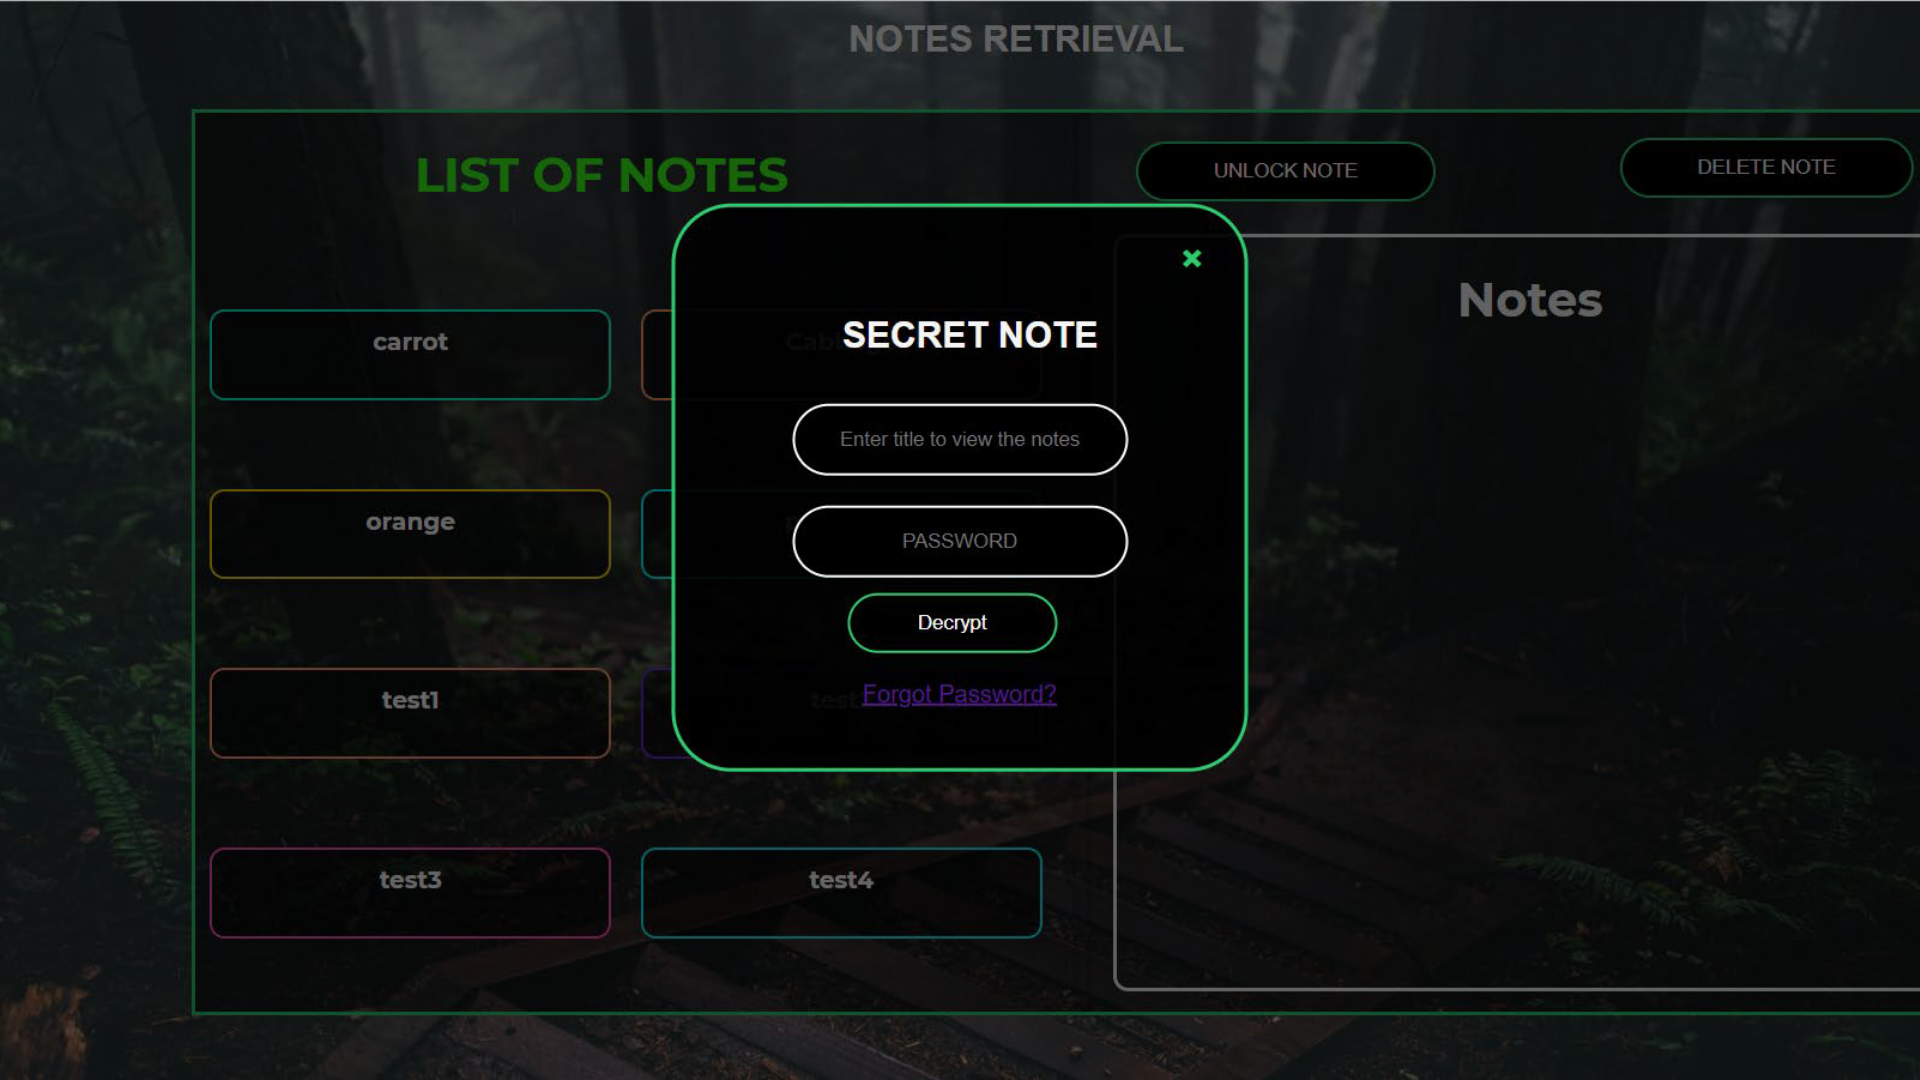 NOTES RETRIEVAL
LIST OF NOTES
UNLOCK NOTE
DELETE NOTE
Notes
SECRET NOTE
Enter title to view the notes
PASSWORD
Decrypt
Forgot Password?
carrot
orange
test1
test3
test4